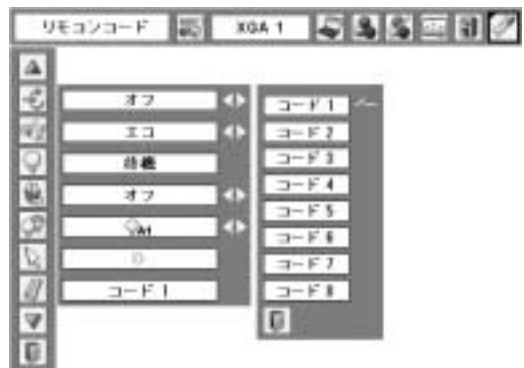 リモコンコード
XGA 1
オフ
エコ
待機
オフ
コード 1
コード 1
コード 2
コード 3
コード 4
コード 5
コード 6
コード 7
コード 8